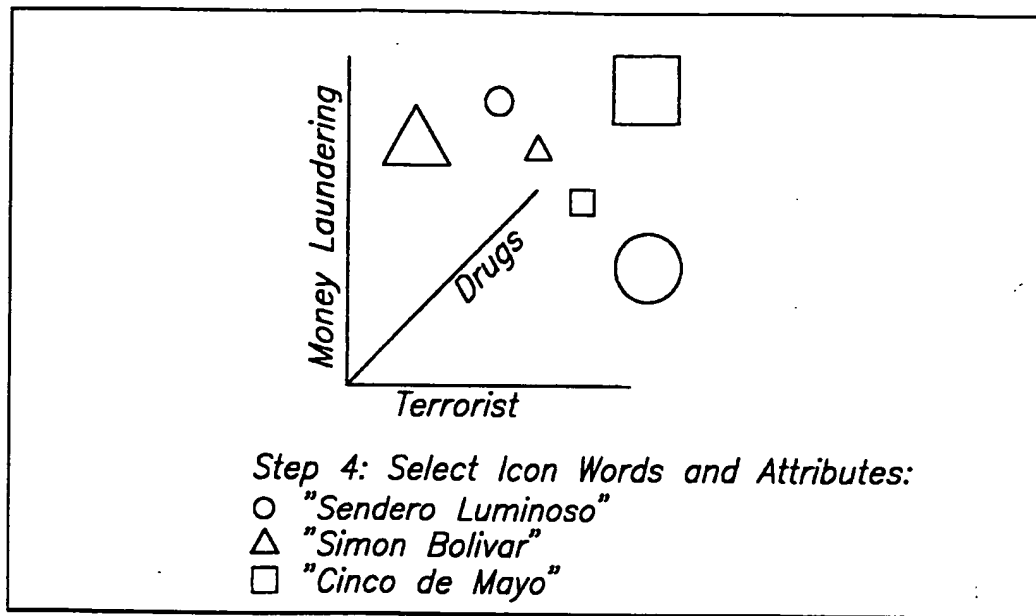 Money Laundering
Drugs
Terrorist
Step 4: Select Icon Words and Attributes:
"Sendero Luminoso"
"Simon Bolivar"
"Cinco de Mayo"